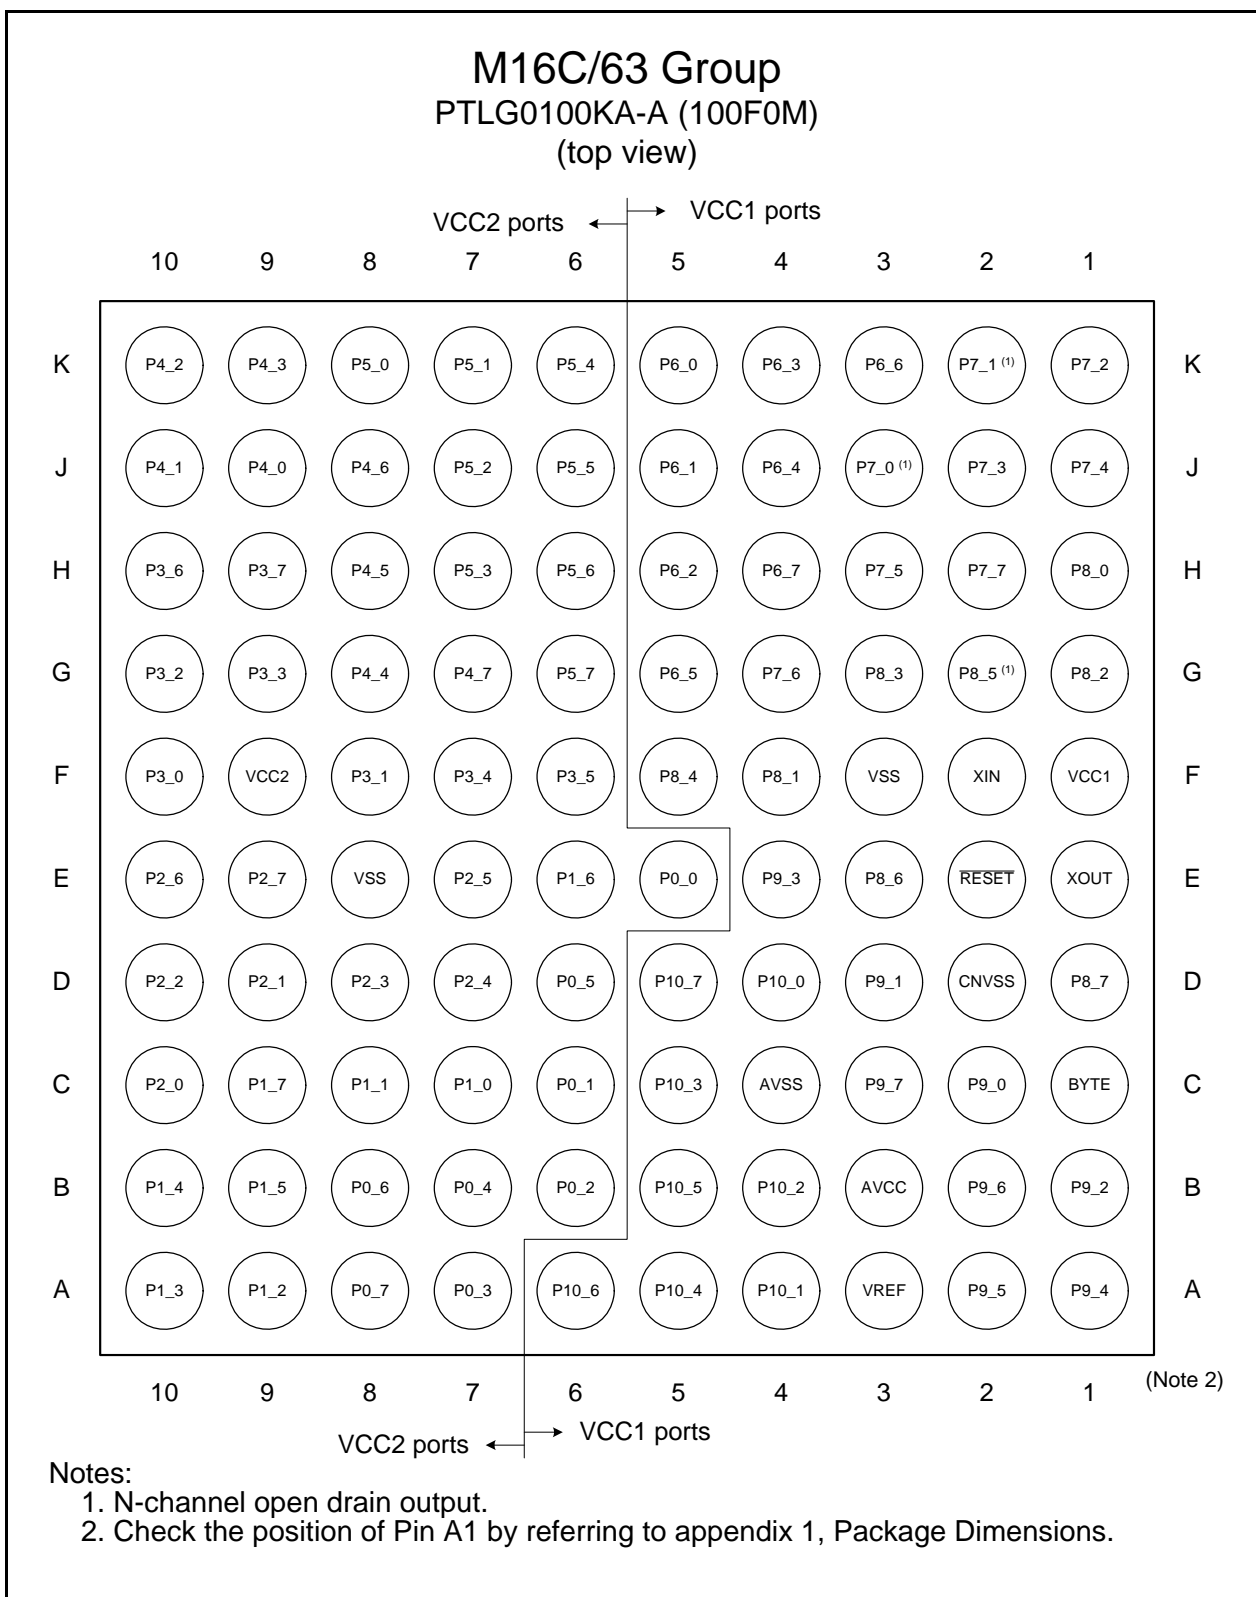 M16C/63 Group
PTLG0100KA-A (100F0M)
(top view)
VCC2 ports VCC1 ports
10 9 8 7 6 5 4 3 2 1
K P4_2 P4_3 P5_0 P5_1 P5_4 P6_0 P6_3 P6_6 P7_1 (1) P7_2 K
J P4_1 P4_0 P4_6 P5_2 P5_5 P6_1 P6_4 P7_0 (1) P7_3 P7_4 J
H P3_6 P3_7 P4_5 P5_3 P5_6 P6_2 P6_7 P7_5 P7_7 P8_0 H
G P3_2 P3_3 P4_4 P4_7 P5_7 P6_5 P7_6 P8_3 P8_5 (1) P8_2 G
F P3_0 VCC2 P3_1 P3_4 P3_5 P8_4 P8_1 VSS XIN VCC1 F
E P2_6 P2_7 VSS P2_5 P1_6 P0_0 P9_3 P8_6 RESET XOUT E
D P2_2 P2_1 P2_3 P2_4 P0_5 P10_7 P10_0 P9_1 CNVSS P8_7 D
C P2_0 P1_7 P1_1 P1_0 P0_1 P10_3 AVSS P9_7 P9_0 BYTE C
B P1_4 P1_5 P0_6 P0_4 P0_2 P10_5 P10_2 AVCC P9_6 P9_2 B
A P1_3 P1_2 P0_7 P0_3 P10_6 P10_4 P10_1 VREF P9_5 P9_4 A
10 9 8 7 6 5 4 3 2 1 (Note 2)
VCC2 ports VCC1 ports
Notes:
1. N-channel open drain output.
2. Check the position of Pin A1 by referring to appendix 1, Package Dimensions.